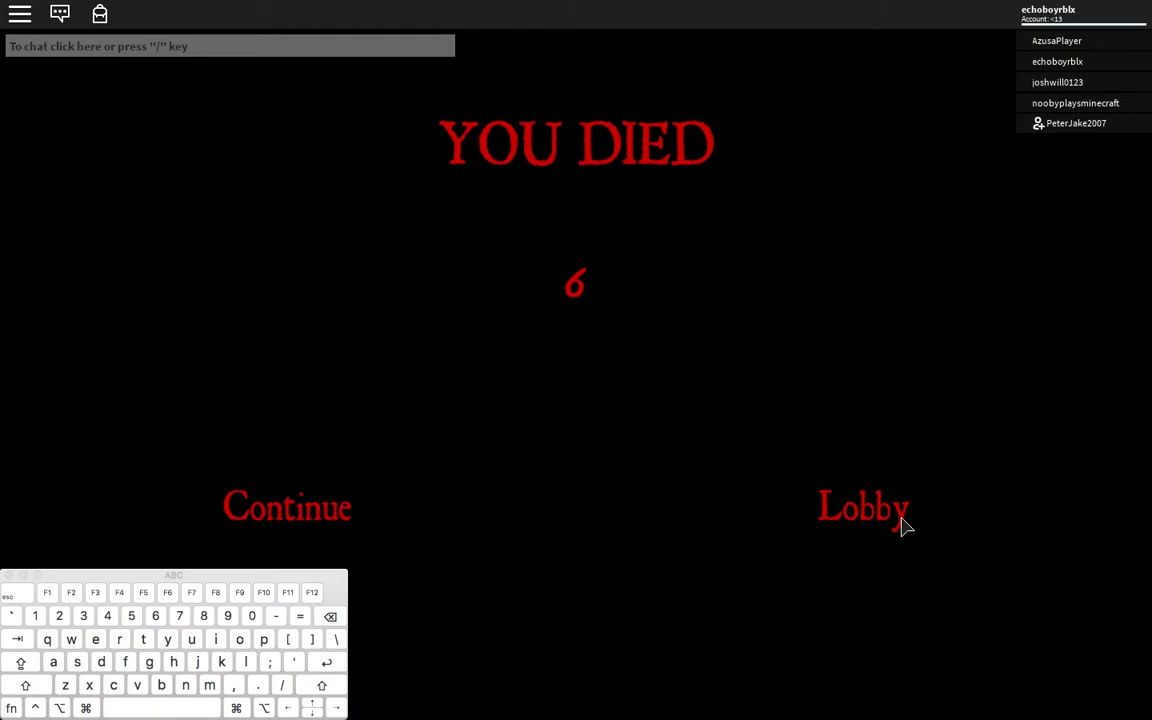 echoboyrblx
Account: <13
To chat click here or press "/" key
AzusaPlayer
echoboyrblx
joshwill0123
noobyplaysminecraft
PeterJake2007
YOU DIED
6
Continue
Lobby
ABC
esc F1 F2 F3 F4 F5 F6 F7 F8 F9 F10 F11 F12
` 1 2 3 4 5 6 7 8 9 0 - =
q w e r t y u i o p [ ] \
a s d f g h j k l ; '
z x c v b n m , . /
fn ^ ⌥ ⌘ ⌘ ⌥